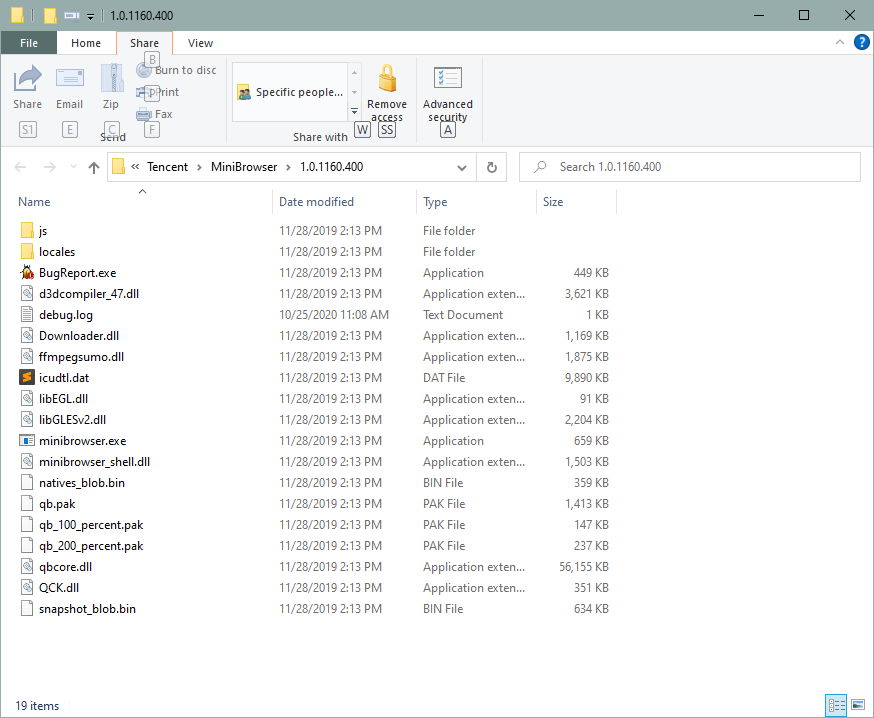 1.0.1160.400
File Home Share View
Share Email Zip Burn to disc Print Fax Specific people... Remove access Advanced security
S1 E C B P F W SS A
Send Share with
« Tencent › MiniBrowser › 1.0.1160.400 Search 1.0.1160.400
Name Date modified Type Size
js 11/28/2019 2:13 PM File folder
locales 11/28/2019 2:13 PM File folder
BugReport.exe 11/28/2019 2:13 PM Application 449 KB
d3dcompiler_47.dll 11/28/2019 2:13 PM Application exten... 3,621 KB
debug.log 10/25/2020 11:08 AM Text Document 1 KB
Downloader.dll 11/28/2019 2:13 PM Application exten... 1,169 KB
ffmpegsumo.dll 11/28/2019 2:13 PM Application exten... 1,875 KB
icudtl.dat 11/28/2019 2:13 PM DAT File 9,890 KB
libEGL.dll 11/28/2019 2:13 PM Application exten... 91 KB
libGLESv2.dll 11/28/2019 2:13 PM Application exten... 2,204 KB
minibrowser.exe 11/28/2019 2:13 PM Application 659 KB
minibrowser_shell.dll 11/28/2019 2:13 PM Application exten... 1,503 KB
natives_blob.bin 11/28/2019 2:13 PM BIN File 359 KB
qb.pak 11/28/2019 2:13 PM PAK File 1,413 KB
qb_100_percent.pak 11/28/2019 2:13 PM PAK File 147 KB
qb_200_percent.pak 11/28/2019 2:13 PM PAK File 237 KB
qbcore.dll 11/28/2019 2:13 PM Application exten... 56,155 KB
QCK.dll 11/28/2019 2:13 PM Application exten... 351 KB
snapshot_blob.bin 11/28/2019 2:13 PM BIN File 634 KB
19 items